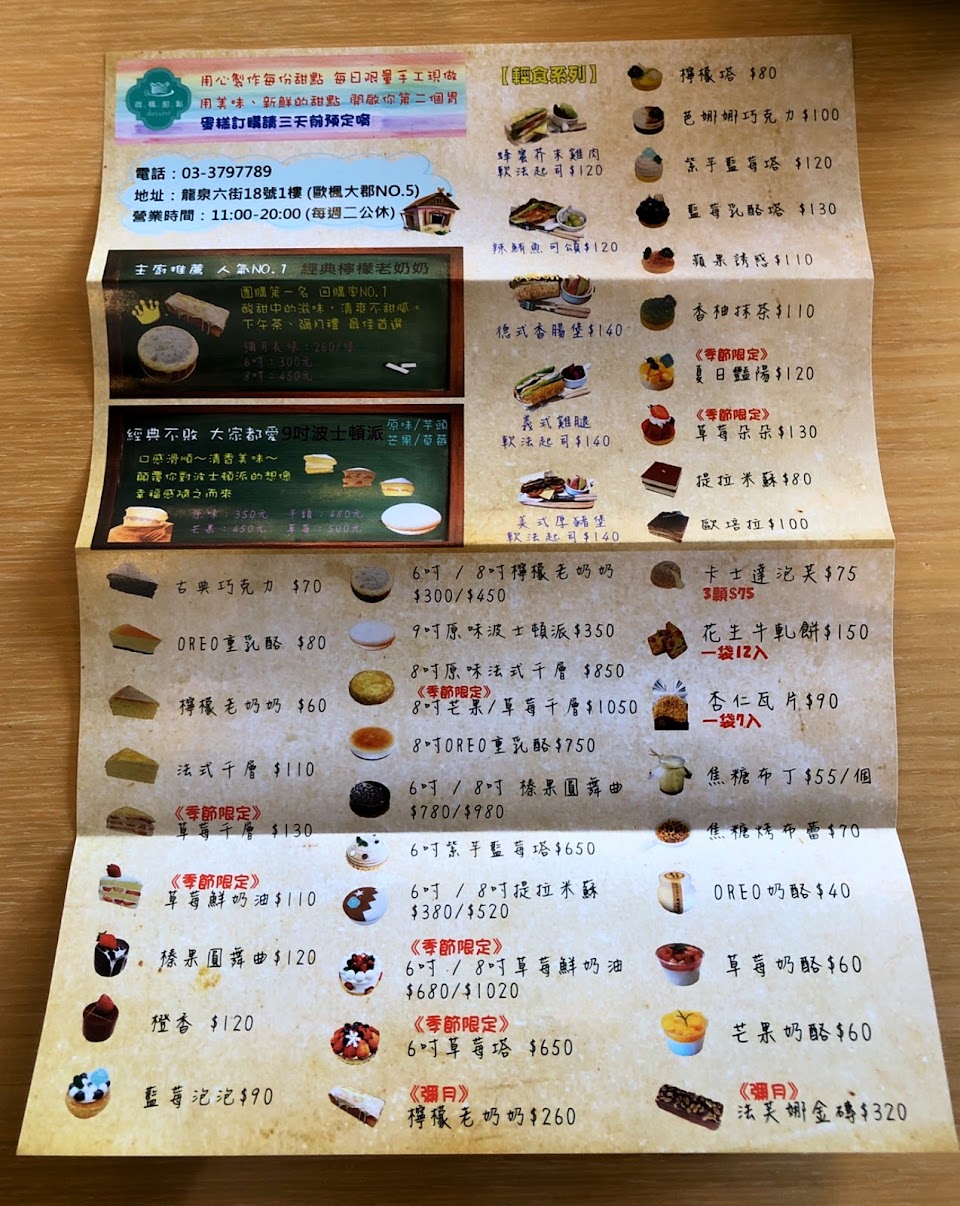 微楓甜點
dessert
用心製作每份甜點 每日限量手工現做
用美味、新鮮的甜點 開啟你第二個胃
蛋糕訂購請三天前預定唷
電話：03-3797789
地址：龍泉六街18號1樓 (歐楓大郡NO.5)
營業時間：11:00-20:00 (每週二公休)
主廚推薦 人氣NO.1 經典檸檬老奶奶
團購第一名 回購率NO.1
酸甜中的滋味，清爽不甜膩。
下午茶、彌月禮 最佳首選
彌月長條：260/條
6吋：300元
8吋：450元
經典不敗 大家都愛9吋波士頓派
原味/芋頭
芒果/草莓
口感滑順～清香美味～
顛覆你對波士頓派的想像
幸福感隨之而來
原味：350元 芋頭：480元
芒果：450元 草莓：500元
【輕食系列】
蜂蜜芥末雞肉
軟法起司$120
辣鮪魚可頌$120
德式香腸堡$140
義式雞腿
軟法起司$140
美式厚豬堡
軟法起司$140
檸檬塔 $80
芭娜娜巧克力$100
紫芋藍莓塔 $120
藍莓乳酪塔 $130
蘋果誘惑$110
香柚抹茶$110
《季節限定》
夏日豔陽$120
《季節限定》
草莓朵朵$130
提拉米蘇$80
歐培拉$100
古典巧克力 $70
OREO重乳酪 $80
檸檬老奶奶 $60
法式千層 $110
《季節限定》
草莓千層 $130
《季節限定》
草莓鮮奶油$110
榛果圓舞曲$120
橙香 $120
藍莓泡泡$90
6吋 / 8吋檸檬老奶奶
$300/$450
9吋原味波士頓派$350
8吋原味法式千層 $850
《季節限定》
8吋芒果/草莓千層$1050
8吋OREO重乳酪$750
6吋 / 8吋 榛果圓舞曲
$780/$980
6吋紫芋藍莓塔$650
6吋 / 8吋提拉米蘇
$380/$520
《季節限定》
6吋 / 8吋草莓鮮奶油
$680/$1020
《季節限定》
6吋草莓塔 $650
《彌月》
檸檬老奶奶$260
卡士達泡芙$75
3顆$75
花生牛軋餅$150
一袋12入
杏仁瓦片$90
一袋7入
焦糖布丁$55/個
焦糖烤布蕾$70
OREO奶酪$40
草莓奶酪$60
芒果奶酪$60
《彌月》
法芙娜金磚$320